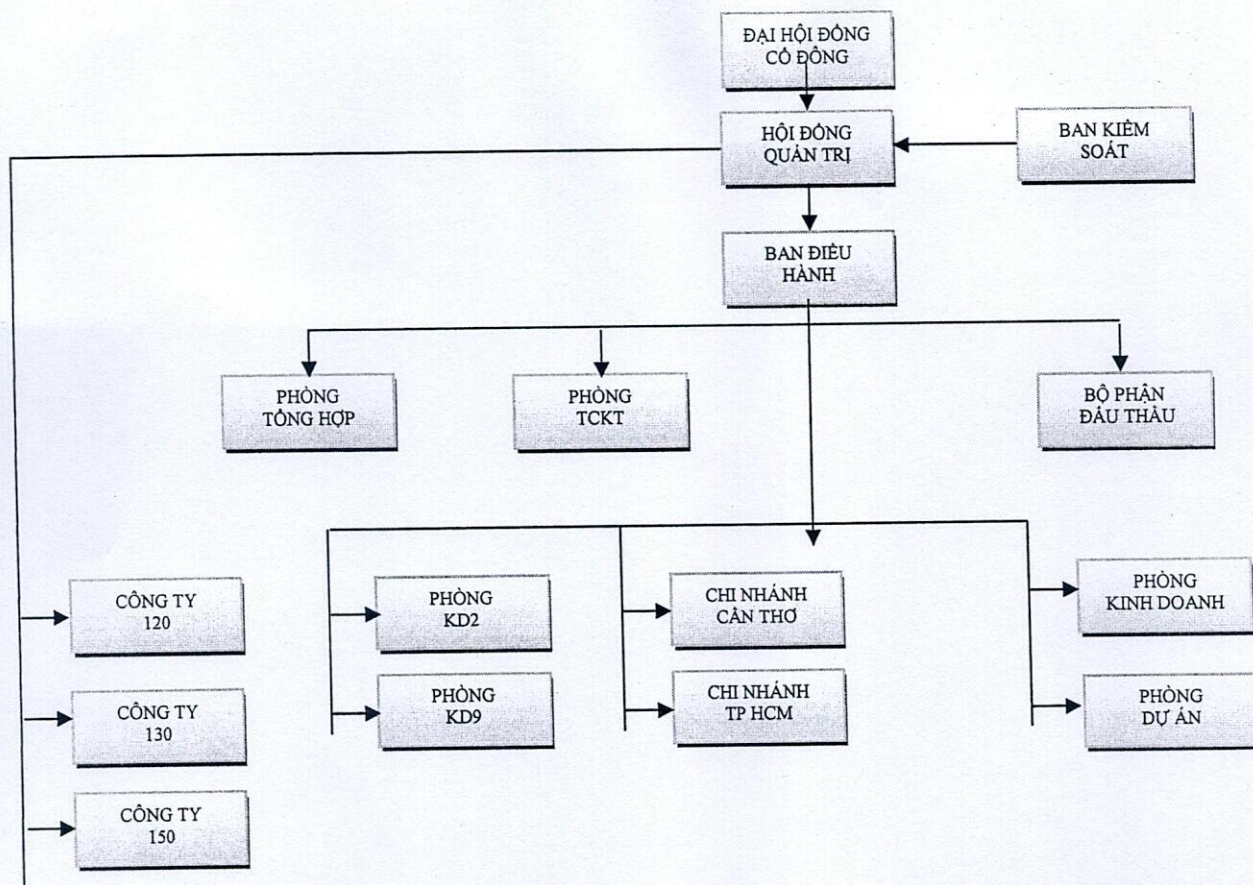 ĐẠI HỘI ĐỒNG
CỔ ĐÔNG
HỘI ĐỒNG
QUẢN TRỊ
BAN KIỂM
SOÁT
BAN ĐIỀU
HÀNH
PHÒNG
TỔNG HỢP
PHÒNG
TCKT
BỘ PHẬN
ĐẤU THẦU
CÔNG TY
120
PHÒNG
KD2
CHI NHÁNH
CẦN THƠ
PHÒNG
KINH DOANH
CÔNG TY
130
PHÒNG
KD9
CHI NHÁNH
TP HCM
PHÒNG
DỰ ÁN
CÔNG TY
150